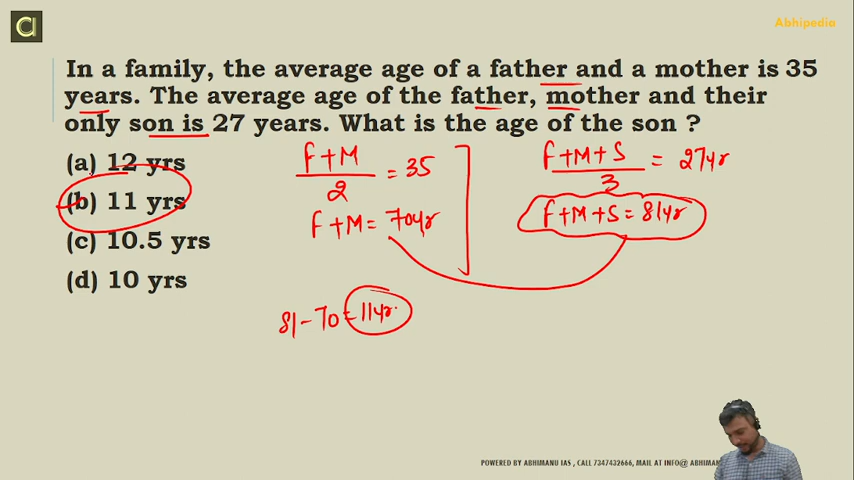 a
Abhipedia
In a family, the average age of a father and a mother is 35
years. The average age of the father, mother and their
only son is 27 years. What is the age of the son ?
(a) 12 yrs
(b) 11 yrs
(c) 10.5 yrs
(d) 10 yrs
F+M
2
= 35
F+M = 70yr
F+M+S
3
= 27yr
F+M+S = 81yr
81-70 = 11yr.
POWERED BY ABHIMANU IAS , CALL 7347432666, MAIL AT INFO@ ABHIMAN